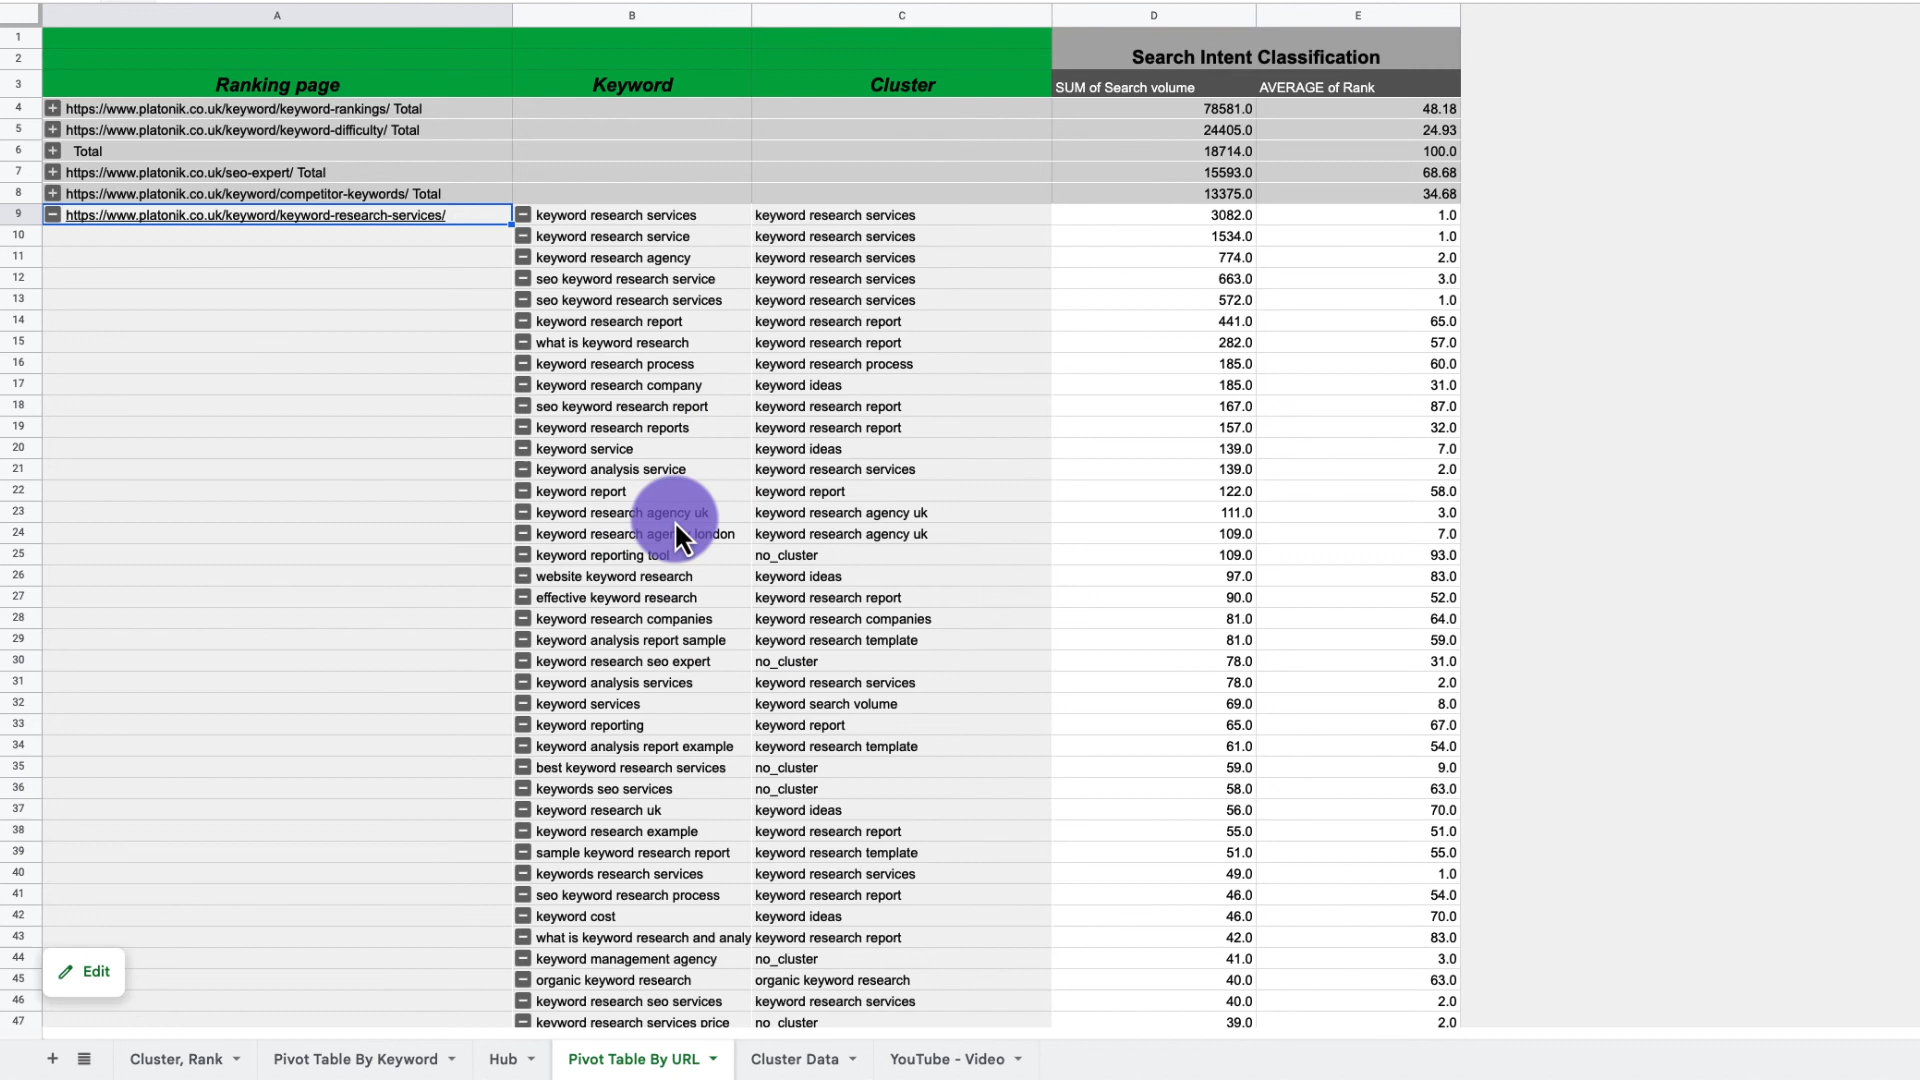 A B C D E
1
2 Search Intent Classification
3 Ranking page Keyword Cluster SUM of Search volume AVERAGE of Rank
4 https://www.platonik.co.uk/keyword/keyword-rankings/ Total 78581.0 48.18
5 https://www.platonik.co.uk/keyword/keyword-difficulty/ Total 24405.0 24.93
6 Total 18714.0 100.0
7 https://www.platonik.co.uk/seo-expert/ Total 15593.0 68.68
8 https://www.platonik.co.uk/keyword/competitor-keywords/ Total 13375.0 34.68
9 https://www.platonik.co.uk/keyword/keyword-research-services/ keyword research services keyword research services 3082.0 1.0
10 keyword research service keyword research services 1534.0 1.0
11 keyword research agency keyword research services 774.0 2.0
12 seo keyword research service keyword research services 663.0 3.0
13 seo keyword research services keyword research services 572.0 1.0
14 keyword research report keyword research report 441.0 65.0
15 what is keyword research keyword research report 282.0 57.0
16 keyword research process keyword research process 185.0 60.0
17 keyword research company keyword ideas 185.0 31.0
18 seo keyword research report keyword research report 167.0 87.0
19 keyword research reports keyword research report 157.0 32.0
20 keyword service keyword ideas 139.0 7.0
21 keyword analysis service keyword research services 139.0 2.0
22 keyword report keyword report 122.0 58.0
23 keyword research agency uk keyword research agency uk 111.0 3.0
24 keyword research agency london keyword research agency uk 109.0 7.0
25 keyword reporting tool no_cluster 109.0 93.0
26 website keyword research keyword ideas 97.0 83.0
27 effective keyword research keyword research report 90.0 52.0
28 keyword research companies keyword research companies 81.0 64.0
29 keyword analysis report sample keyword research template 81.0 59.0
30 keyword research seo expert no_cluster 78.0 31.0
31 keyword analysis services keyword research services 78.0 2.0
32 keyword services keyword search volume 69.0 8.0
33 keyword reporting keyword report 65.0 67.0
34 keyword analysis report example keyword research template 61.0 54.0
35 best keyword research services no_cluster 59.0 9.0
36 keywords seo services no_cluster 58.0 63.0
37 keyword research uk keyword ideas 56.0 70.0
38 keyword research example keyword research report 55.0 51.0
39 sample keyword research report keyword research template 51.0 55.0
40 keywords research services keyword research services 49.0 1.0
41 seo keyword research process keyword research report 46.0 54.0
42 keyword cost keyword ideas 46.0 70.0
43 what is keyword research and analy keyword research report 42.0 83.0
44 keyword management agency no_cluster 41.0 3.0
45 organic keyword research organic keyword research 40.0 63.0
46 keyword research seo services keyword research services 40.0 2.0
47 keyword research services price no_cluster 39.0 2.0
Edit
+ Cluster, Rank Pivot Table By Keyword Hub Pivot Table By URL Cluster Data YouTube - Video